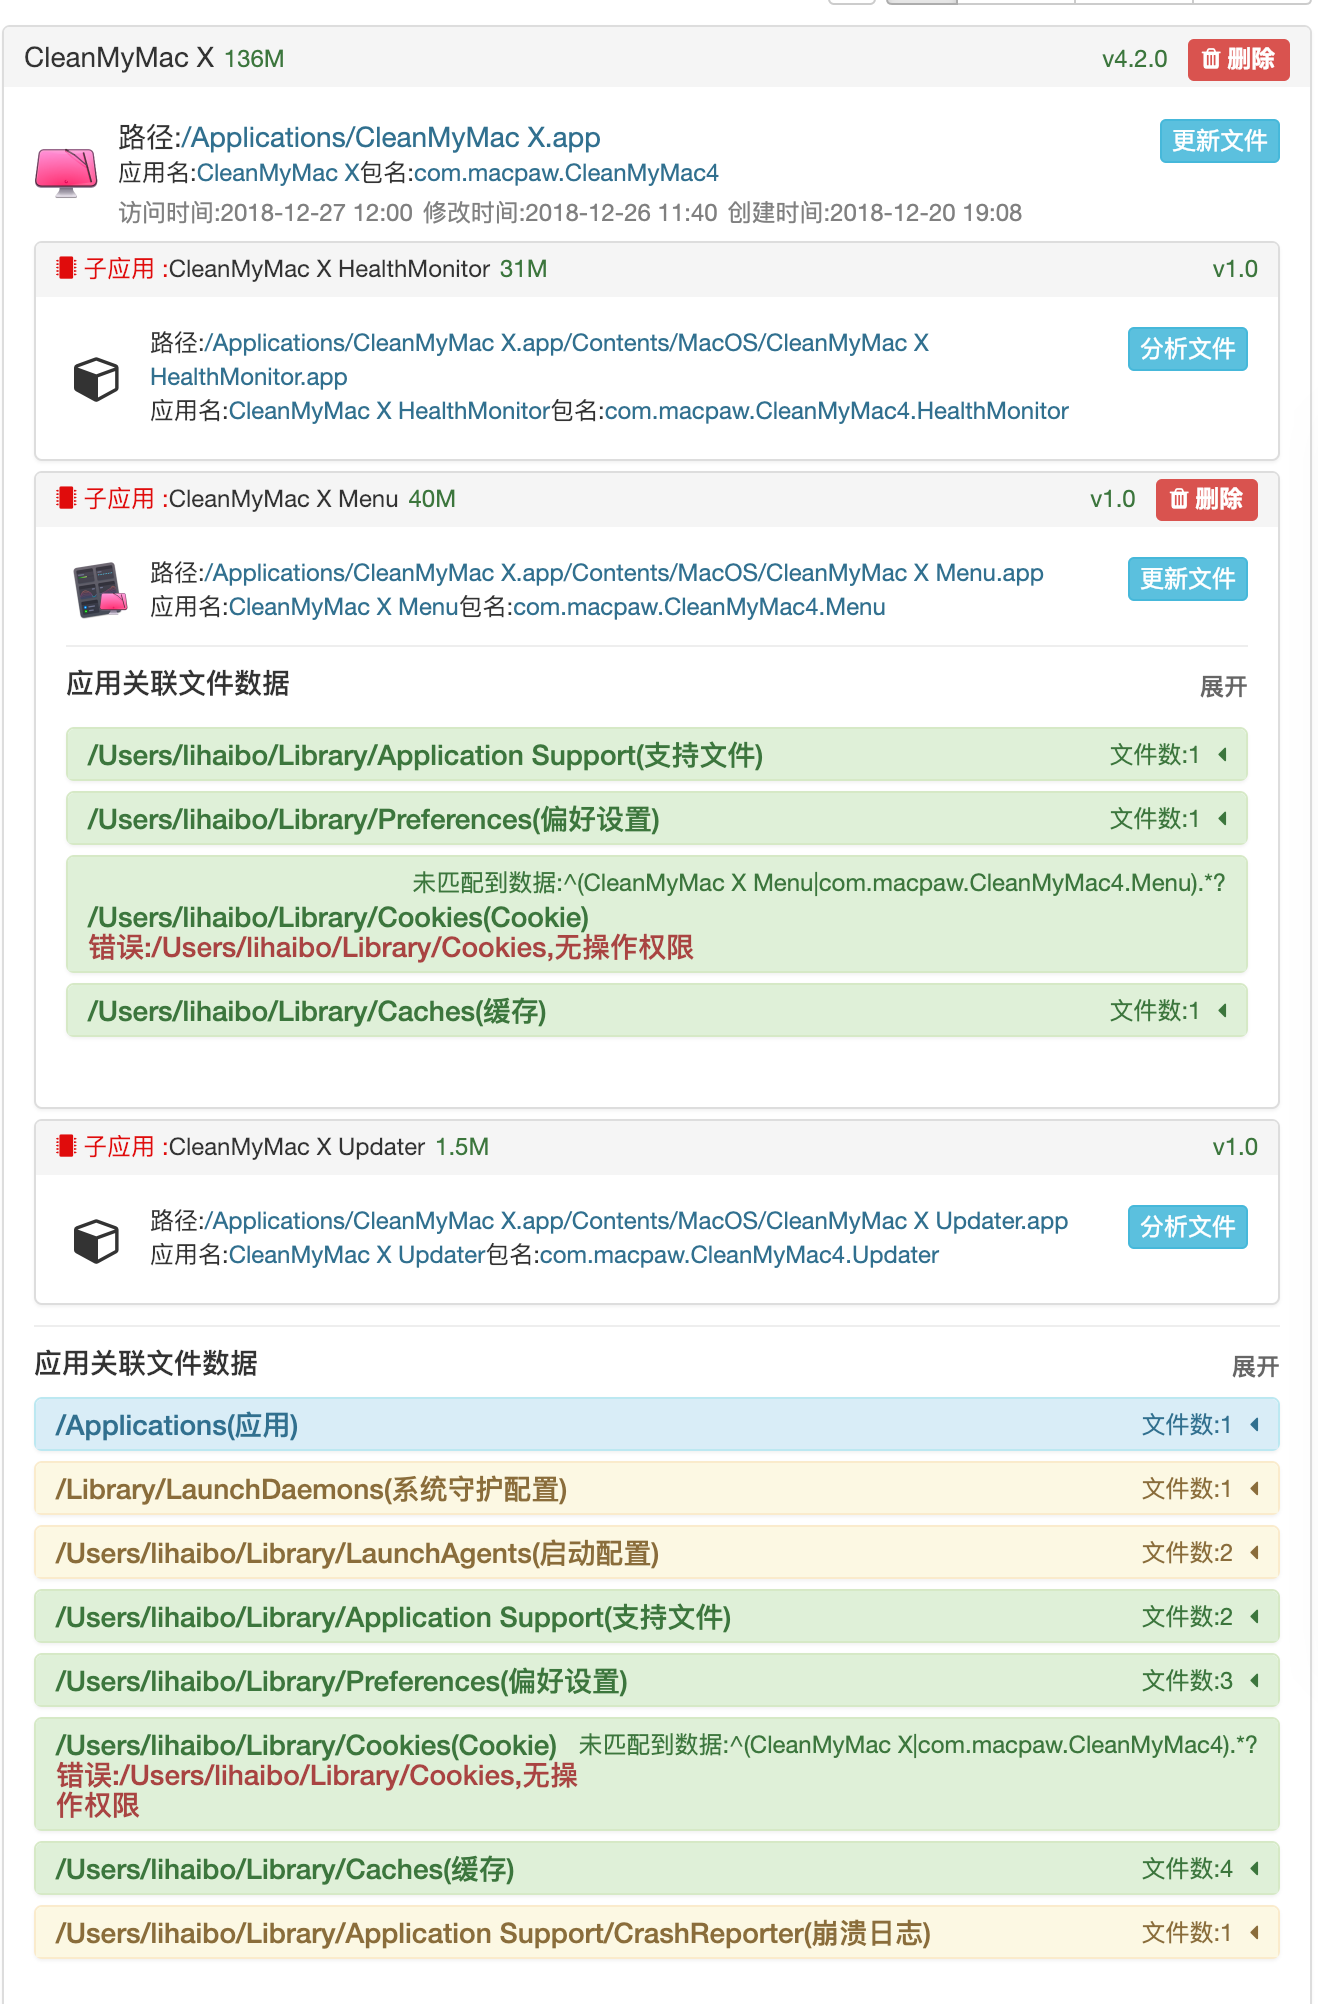 CleanMyMac X 136M v4.2.0 删除
路径:/Applications/CleanMyMac X.app 更新文件
应用名:CleanMyMac X包名:com.macpaw.CleanMyMac4
访问时间:2018-12-27 12:00 修改时间:2018-12-26 11:40 创建时间:2018-12-20 19:08
子应用 :CleanMyMac X HealthMonitor 31M v1.0
路径:/Applications/CleanMyMac X.app/Contents/MacOS/CleanMyMac X 分析文件
HealthMonitor.app
应用名:CleanMyMac X HealthMonitor包名:com.macpaw.CleanMyMac4.HealthMonitor
子应用 :CleanMyMac X Menu 40M v1.0 删除
路径:/Applications/CleanMyMac X.app/Contents/MacOS/CleanMyMac X Menu.app 更新文件
应用名:CleanMyMac X Menu包名:com.macpaw.CleanMyMac4.Menu
应用关联文件数据 展开
/Users/lihaibo/Library/Application Support(支持文件) 文件数:1
/Users/lihaibo/Library/Preferences(偏好设置) 文件数:1
未匹配到数据:^(CleanMyMac X Menu|com.macpaw.CleanMyMac4.Menu).*?
/Users/lihaibo/Library/Cookies(Cookie)
错误:/Users/lihaibo/Library/Cookies,无操作权限
/Users/lihaibo/Library/Caches(缓存) 文件数:1
子应用 :CleanMyMac X Updater 1.5M v1.0
路径:/Applications/CleanMyMac X.app/Contents/MacOS/CleanMyMac X Updater.app 分析文件
应用名:CleanMyMac X Updater包名:com.macpaw.CleanMyMac4.Updater
应用关联文件数据 展开
/Applications(应用) 文件数:1
/Library/LaunchDaemons(系统守护配置) 文件数:1
/Users/lihaibo/Library/LaunchAgents(启动配置) 文件数:2
/Users/lihaibo/Library/Application Support(支持文件) 文件数:2
/Users/lihaibo/Library/Preferences(偏好设置) 文件数:3
/Users/lihaibo/Library/Cookies(Cookie) 未匹配到数据:^(CleanMyMac X|com.macpaw.CleanMyMac4).*?
错误:/Users/lihaibo/Library/Cookies,无操
作权限
/Users/lihaibo/Library/Caches(缓存) 文件数:4
/Users/lihaibo/Library/Application Support/CrashReporter(崩溃日志) 文件数:1